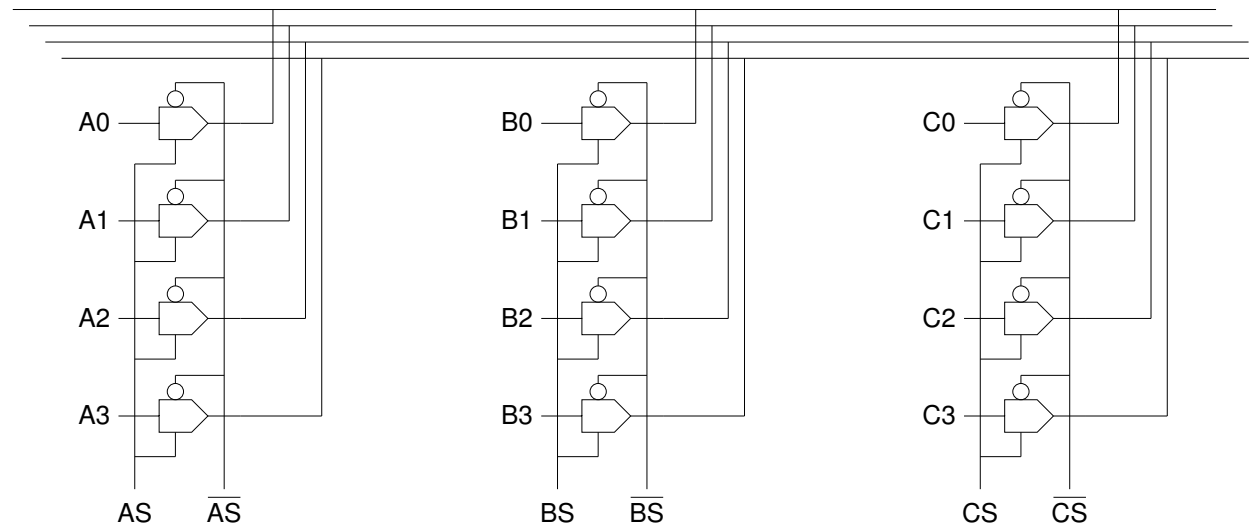 A0 B0 C0
A1 B1 C1
A2 B2 C2
A3 B3 C3
AS A̅S̅ BS B̅S̅ CS C̅S̅